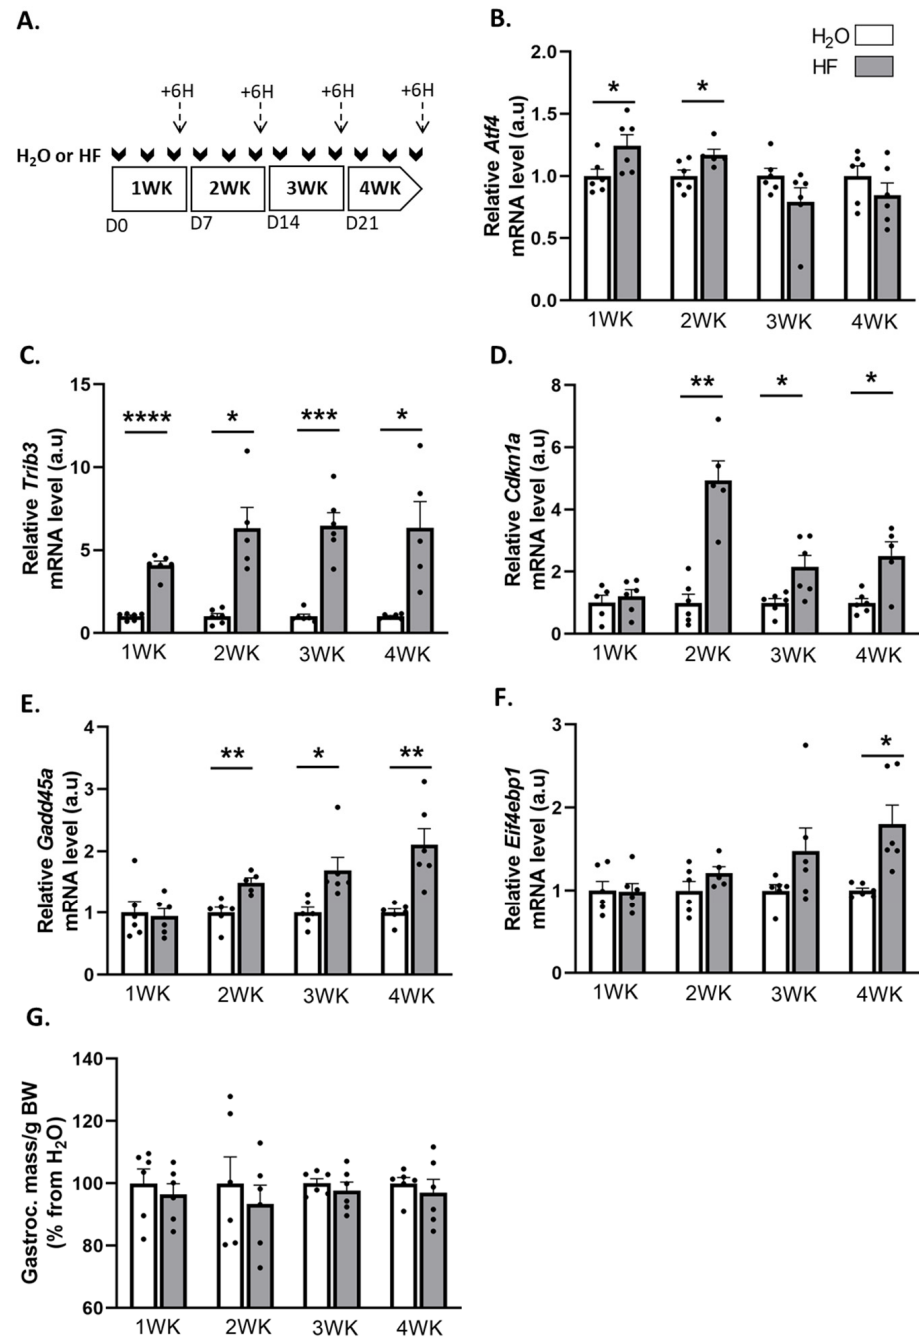 A.
+6H +6H +6H +6H
H2O or HF
1WK 2WK 3WK 4WK
D0 D7 D14 D21
B.
H2O
HF
Relative Atf4
mRNA level (a.u)
2.0
1.5
1.0
0.5
0.0
* *
1WK 2WK 3WK 4WK
C.
Relative Trib3
mRNA level (a.u)
15
10
5
0
**** * *** *
1WK 2WK 3WK 4WK
D.
Relative Cdkn1a
mRNA level (a.u)
8
6
4
2
0
** * *
1WK 2WK 3WK 4WK
E.
Relative Gadd45a
mRNA level (a.u)
4
3
2
1
0
** * **
1WK 2WK 3WK 4WK
F.
Relative Eif4ebp1
mRNA level (a.u)
3
2
1
0
*
1WK 2WK 3WK 4WK
G.
Gastroc. mass/g BW
(% from H2O)
140
120
100
80
60
1WK 2WK 3WK 4WK